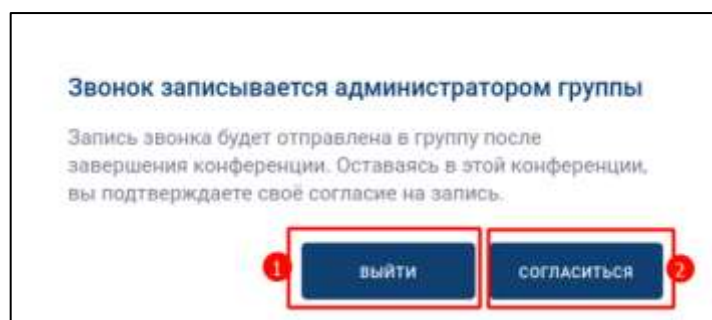 Звонок записывается администратором группы
Запись звонка будет отправлена в группу после
завершения конференции. Оставаясь в этой конференции,
вы подтверждаете своё согласие на запись.
1 ВЫЙТИ СОГЛАСИТЬСЯ 2